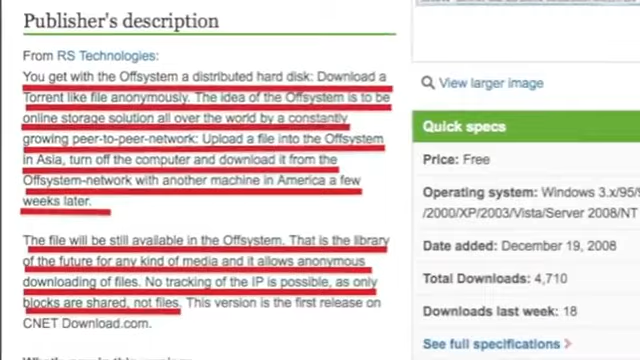 Publisher's description
From RS Technologies:
You get with the Offsystem a distributed hard disk: Download a
Torrent like file anonymously. The idea of the Offsystem is to be
online storage solution all over the world by a constantly
growing peer-to-peer-network: Upload a file into the Offsystem
in Asia, turn off the computer and download it from the
Offsystem-network with another machine in America a few
weeks later.
The file will be still available in the Offsystem. That is the library
of the future for any kind of media and it allows anonymous
downloading of files. No tracking of the IP is possible, as only
blocks are shared, not files. This version is the first release on
CNET Download.com.
View larger image
Quick specs
Price: Free
Operating system: Windows 3.x/95/
/2000/XP/2003/Vista/Server 2008/NT
Date added: December 19, 2008
Total Downloads: 4,710
Downloads last week: 18
See full specifications